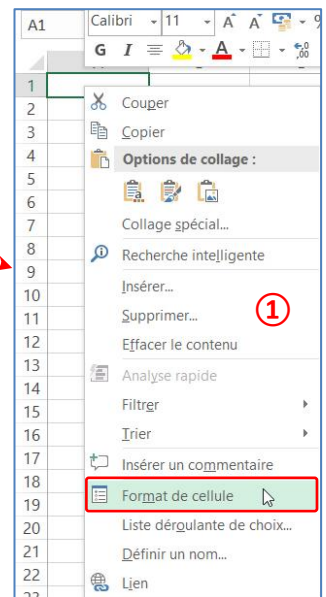 A1
Calibri 11 A A %
G I A ,00
1
2
3
4
5
6
7
8
9
10
11
12
13
14
15
16
17
18
19
20
21
22
23
Couper
Copier
Options de collage :
Collage spécial...
Recherche intelligente
Insérer...
Supprimer...
①
Effacer le contenu
Analyse rapide
Filtrer
Trier
Insérer un commentaire
Format de cellule
Liste déroulante de choix...
Définir un nom...
Lien